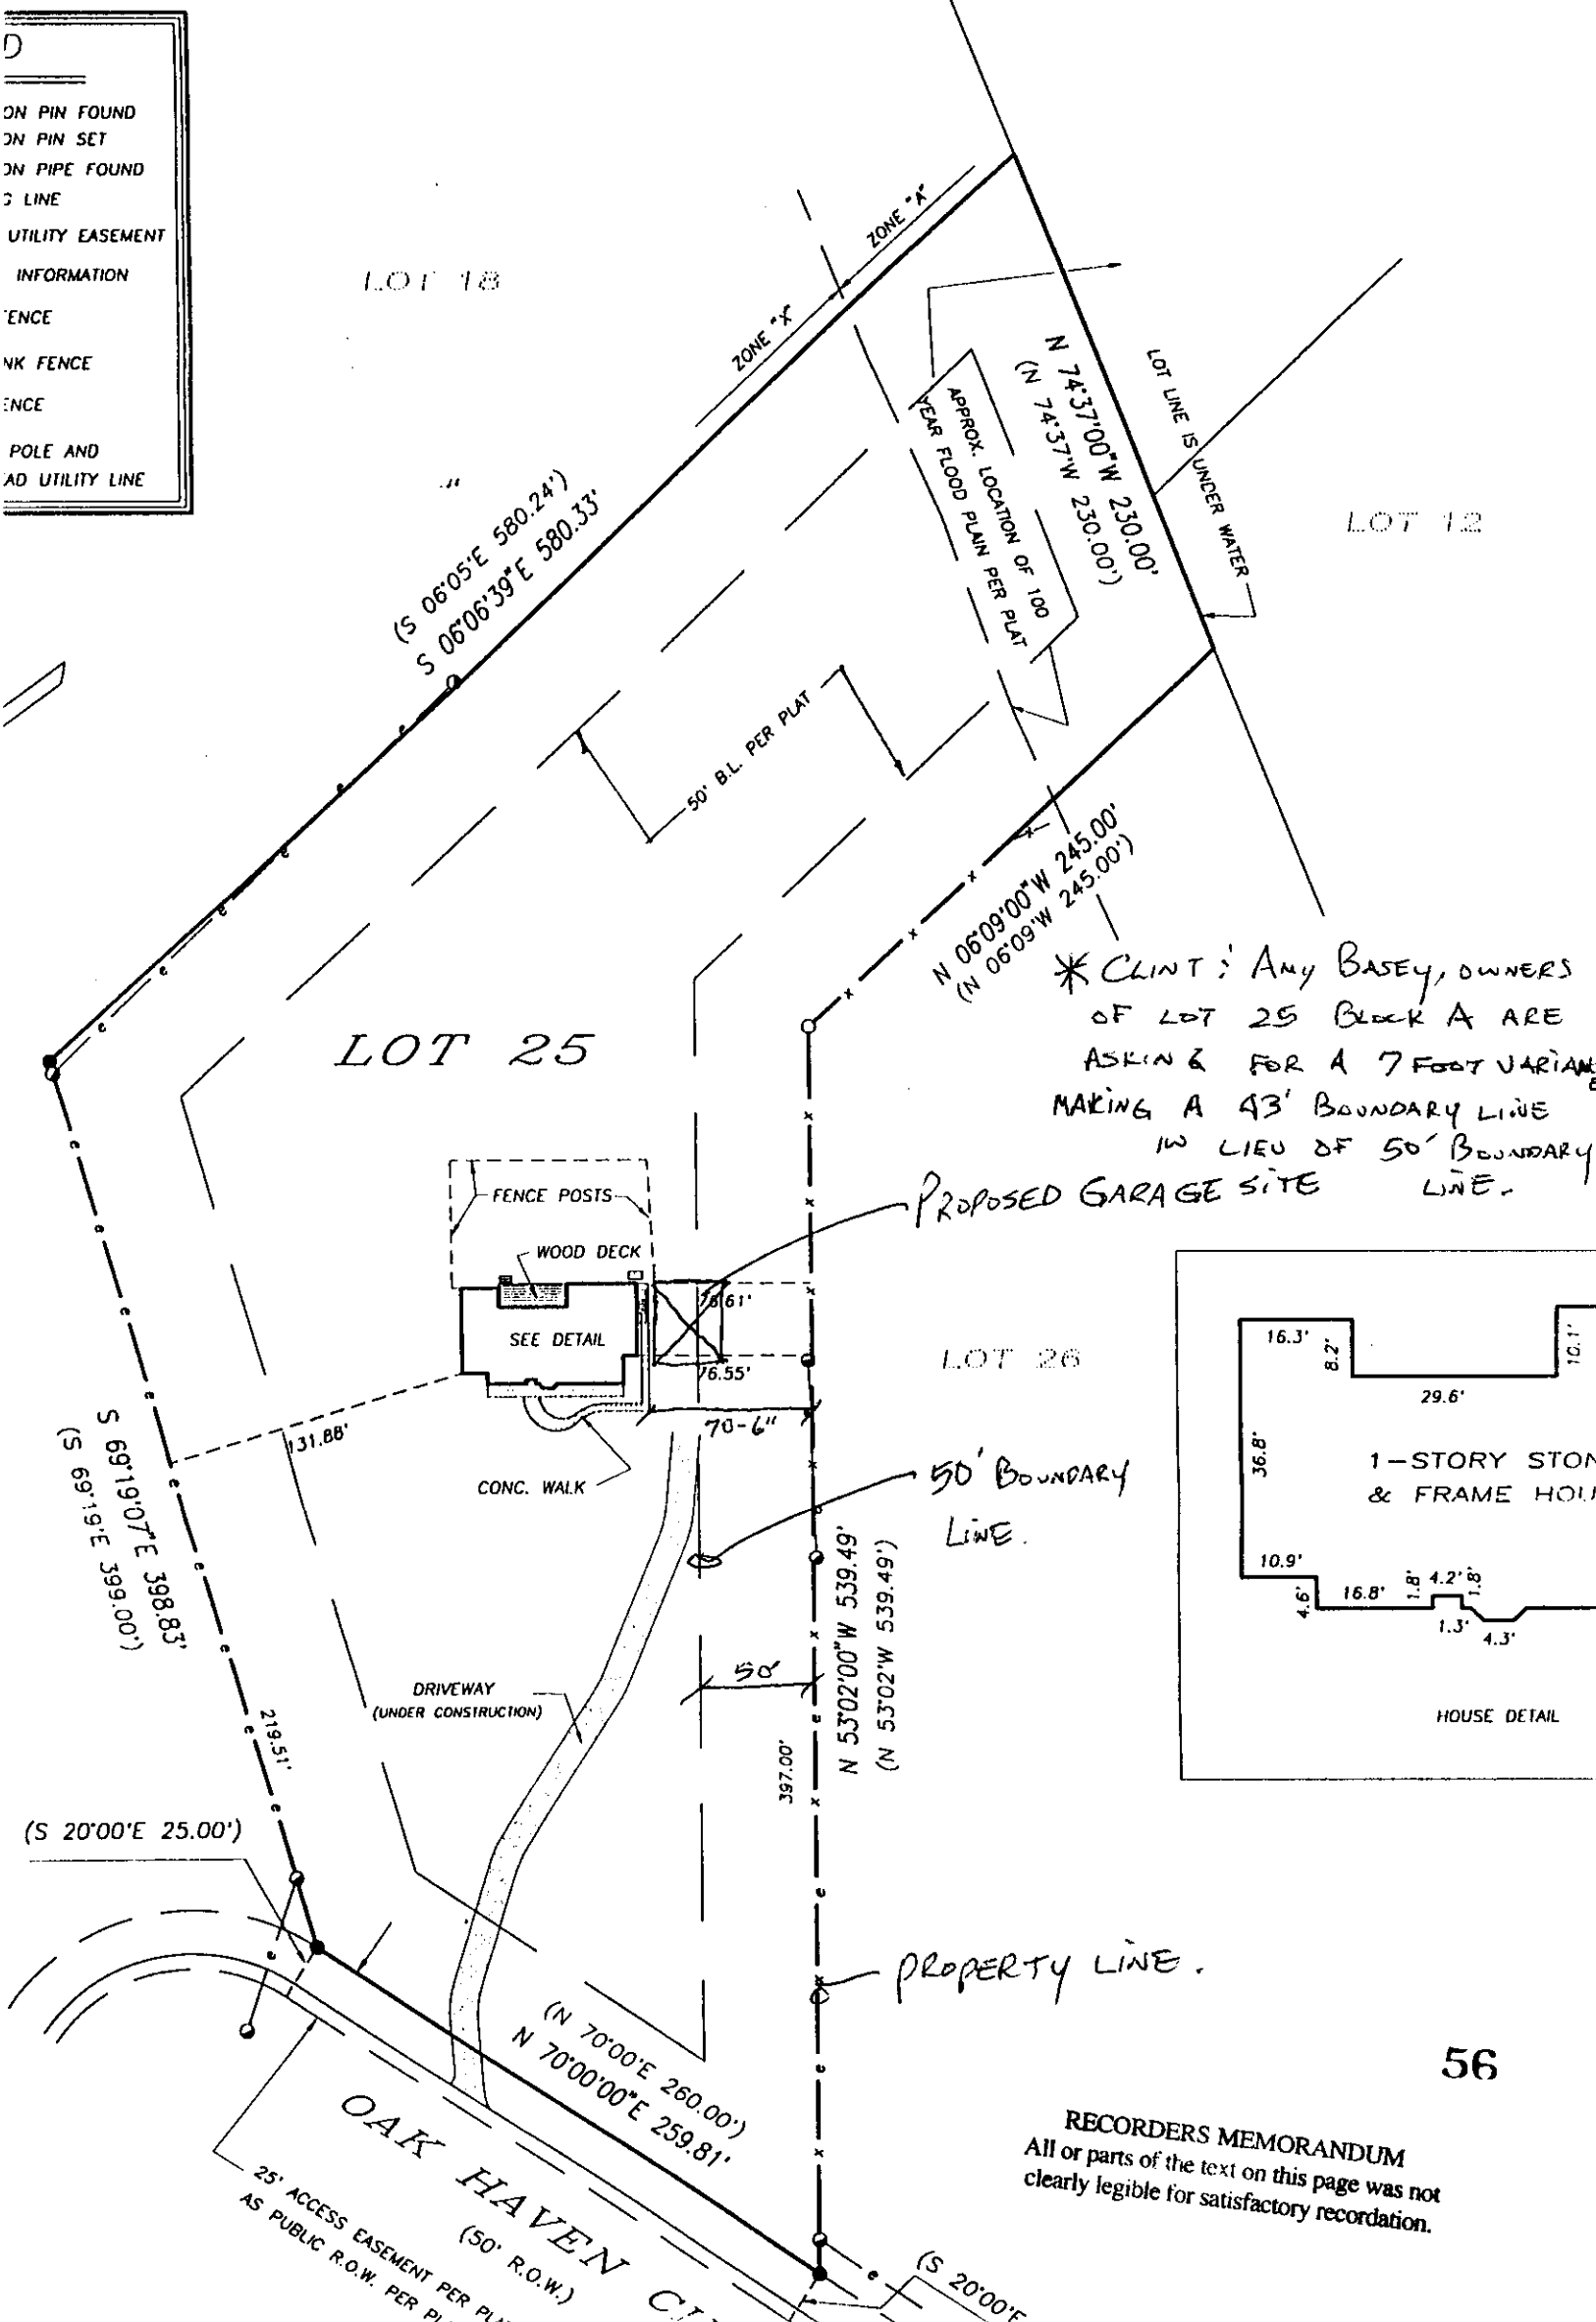 D
ON PIN FOUND
ON PIN SET
ON PIPE FOUND
G LINE
UTILITY EASEMENT
INFORMATION
ENCE
NK FENCE
ENCE
POLE AND
AD UTILITY LINE
LOT 18
ZONE "A"
ZONE "X"
LOT LINE IS UNDER WATER
N 74°37'00"W 230.00'
(N 74°37'W 230.00')
APPROX. LOCATION OF 100
YEAR FLOOD PLAIN PER PLAT
LOT 12
(S 06°05'E 580.24')
S 06°06'39"E 580.33'
50' B.L. PER PLAT
N 06°09'00"W 245.00'
(N 06°09'W 245.00')
* CLINT & AMY BASEY, OWNERS
OF LOT 25 BLOCK A ARE
ASKING FOR A 7 FOOT VARIANCE
MAKING A 43' BOUNDARY LINE
IN LIEU OF 50' BOUNDARY
LINE.
LOT 25
FENCE POSTS
PROPOSED GARAGE SITE
WOOD DECK
76.61'
SEE DETAIL
76.55'
LOT 26
70-6"
131.88'
CONC. WALK
50' BOUNDARY
LINE.
S 69°19'07"E 398.83'
(S 69°19'E 399.00')
16.3'
8.2'
10.1'
29.6'
36.8'
1-STORY STON
& FRAME HOU
10.9'
4.6'
16.8'
1.8'
4.2'
1.8'
1.3'
4.3'
HOUSE DETAIL
N 53°02'00"W 539.49'
(N 53°02'W 539.49')
50'
DRIVEWAY
(UNDER CONSTRUCTION)
219.51'
397.00'
(S 20°00'E 25.00')
PROPERTY LINE.
(N 70°00'E 260.00')
N 70°00'00"E 259.81'
56
RECORDERS MEMORANDUM
All or parts of the text on this page was not
clearly legible for satisfactory recordation.
OAK HAVEN CI
(50' R.O.W.)
25' ACCESS EASEMENT PER PLAT
AS PUBLIC R.O.W. PER PL
(S 20°00'E